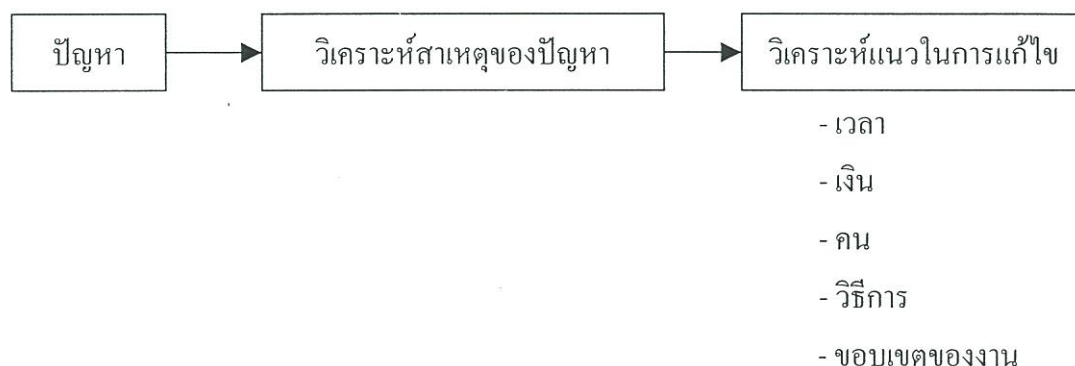 ปัญหา
วิเคราะห์สาเหตุของปัญหา
วิเคราะห์แนวในการแก้ไข
- เวลา
- เงิน
- คน
- วิธีการ
- ขอบเขตของงาน